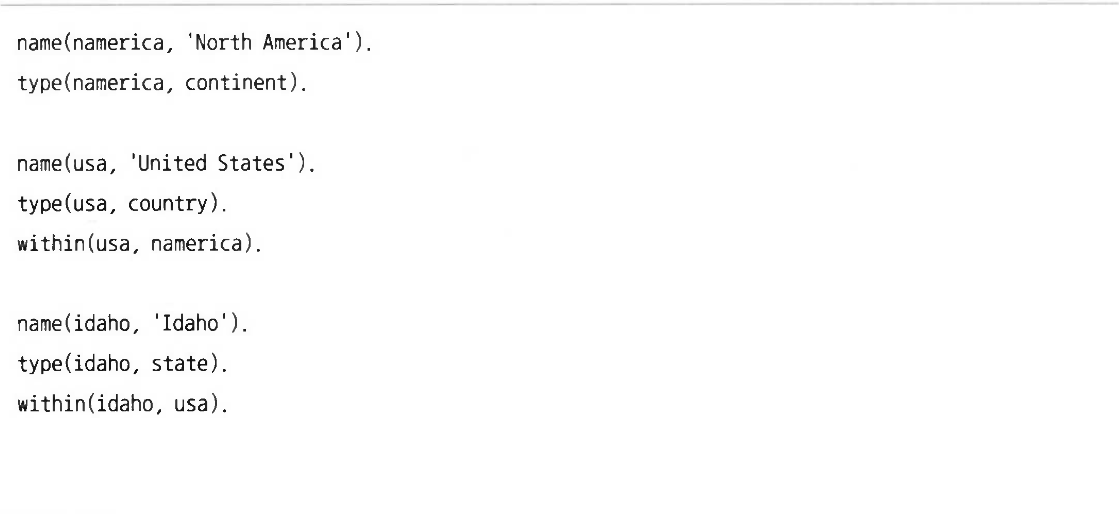 name(namerica, 'North America').
type(namerica, continent).
name(usa, 'United States').
type(usa, country).
within(usa, namerica).
name(idaho, 'Idaho').
type(idaho, state).
within(idaho, usa).